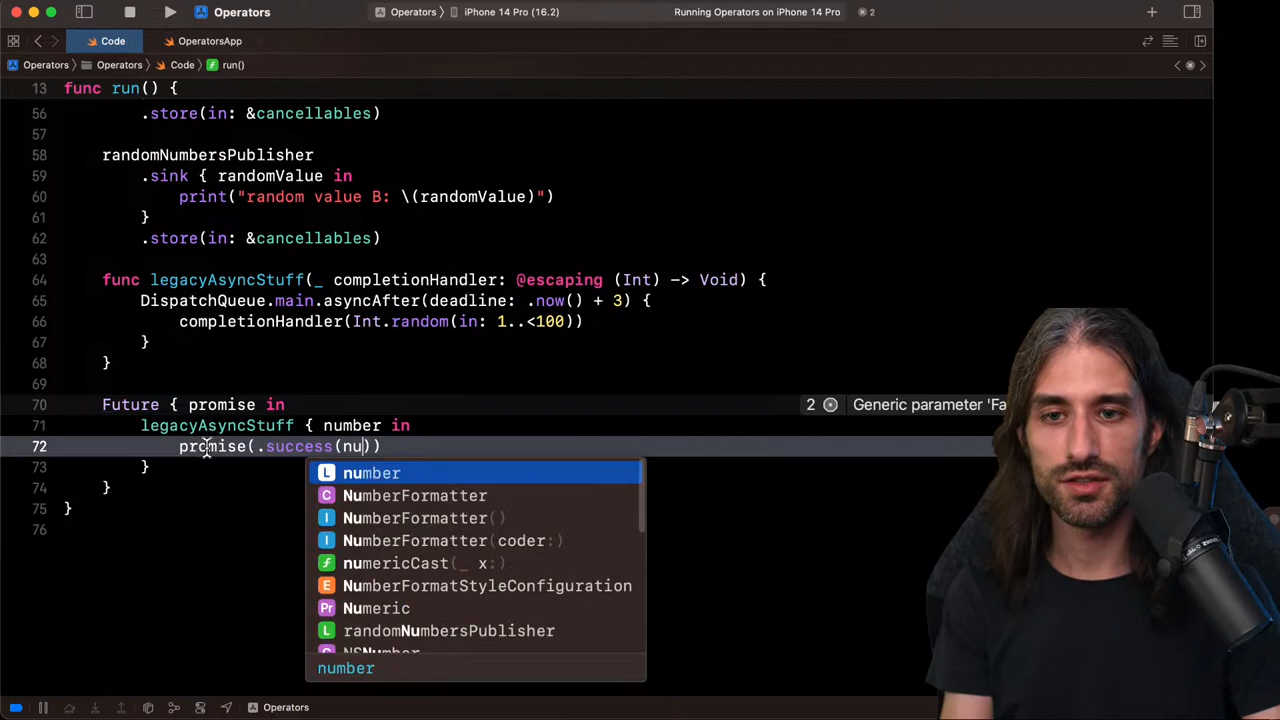 Operators
Operators
iPhone 14 Pro (16.2)
Running Operators on iPhone 14 Pro
2
Code
OperatorsApp
Operators
Operators
Code
run()
13 func run() {
56 .store(in: &cancellables)
57
58 randomNumbersPublisher
59 .sink { randomValue in
60 print("random value B: \(randomValue)")
61 }
62 .store(in: &cancellables)
63
64 func legacyAsyncStuff(_ completionHandler: @escaping (Int) -> Void) {
65 DispatchQueue.main.asyncAfter(deadline: .now() + 3) {
66 completionHandler(Int.random(in: 1..<100))
67 }
68 }
69
70 Future { promise in
2 Generic parameter 'Fa
71 legacyAsyncStuff { number in
72 promise(.success(nu))
73 }
74 }
75 }
76
L number
C NumberFormatter
I NumberFormatter()
I NumberFormatter(coder:)
f numericCast(_ x:)
E NumberFormatStyleConfiguration
Pr Numeric
L randomNumbersPublisher
C NSNumber
number
Operators